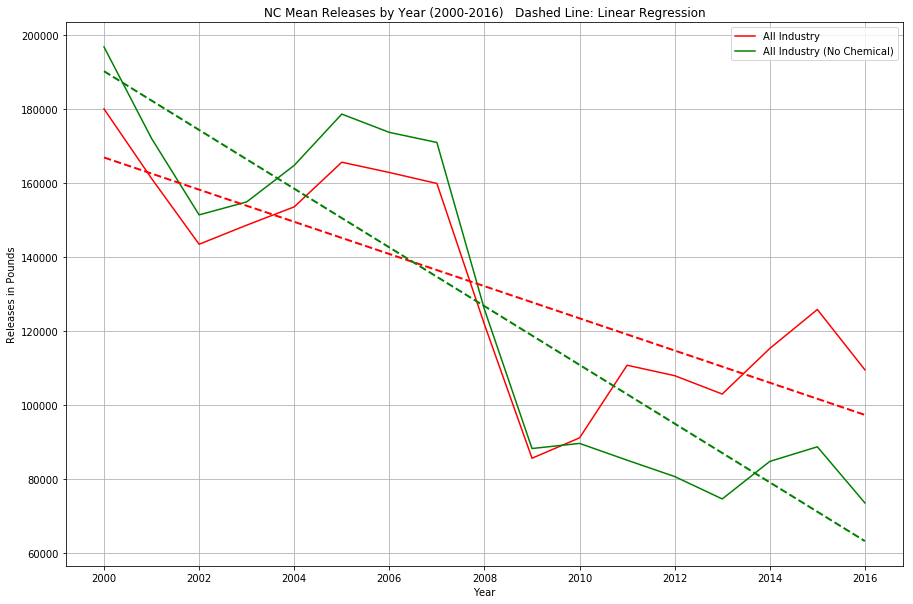 NC Mean Releases by Year (2000-2016)   Dashed Line: Linear Regression
All Industry
All Industry (No Chemical)
Releases in Pounds
200000
180000
160000
140000
120000
100000
80000
60000
2000 2002 2004 2006 2008 2010 2012 2014 2016
Year